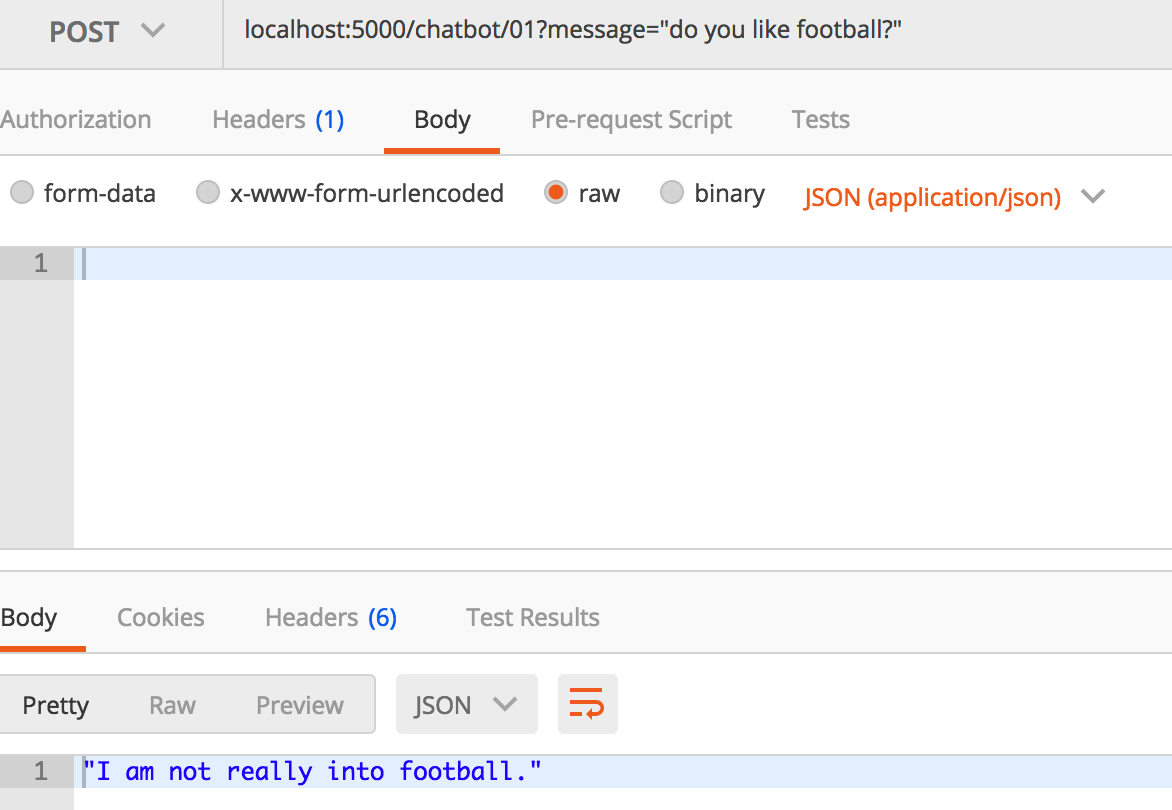 POST localhost:5000/chatbot/01?message="do you like football?"
Authorization Headers (1) Body Pre-request Script Tests
form-data x-www-form-urlencoded raw binary JSON (application/json)
1
Body Cookies Headers (6) Test Results
Pretty Raw Preview JSON
1 "I am not really into football."